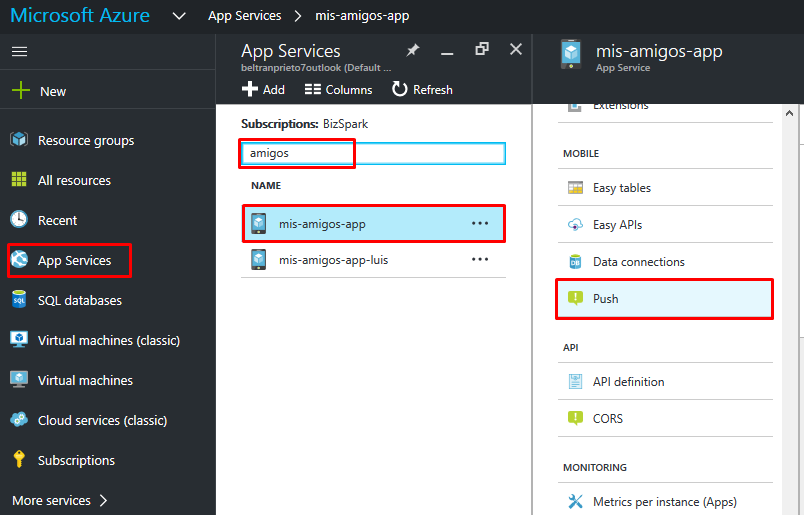 Microsoft Azure App Services mis-amigos-app
New
Resource groups
All resources
Recent
App Services
SQL databases
Virtual machines (classic)
Virtual machines
Cloud services (classic)
Subscriptions
More services
App Services
beltranprieto7outlook (Default ...
Add Columns Refresh
Subscriptions: BizSpark
amigos
NAME
mis-amigos-app ...
mis-amigos-app-luis ...
mis-amigos-app
App Service
Extensions
MOBILE
Easy tables
Easy APIs
Data connections
Push
API
API definition
CORS
MONITORING
Metrics per instance (Apps)